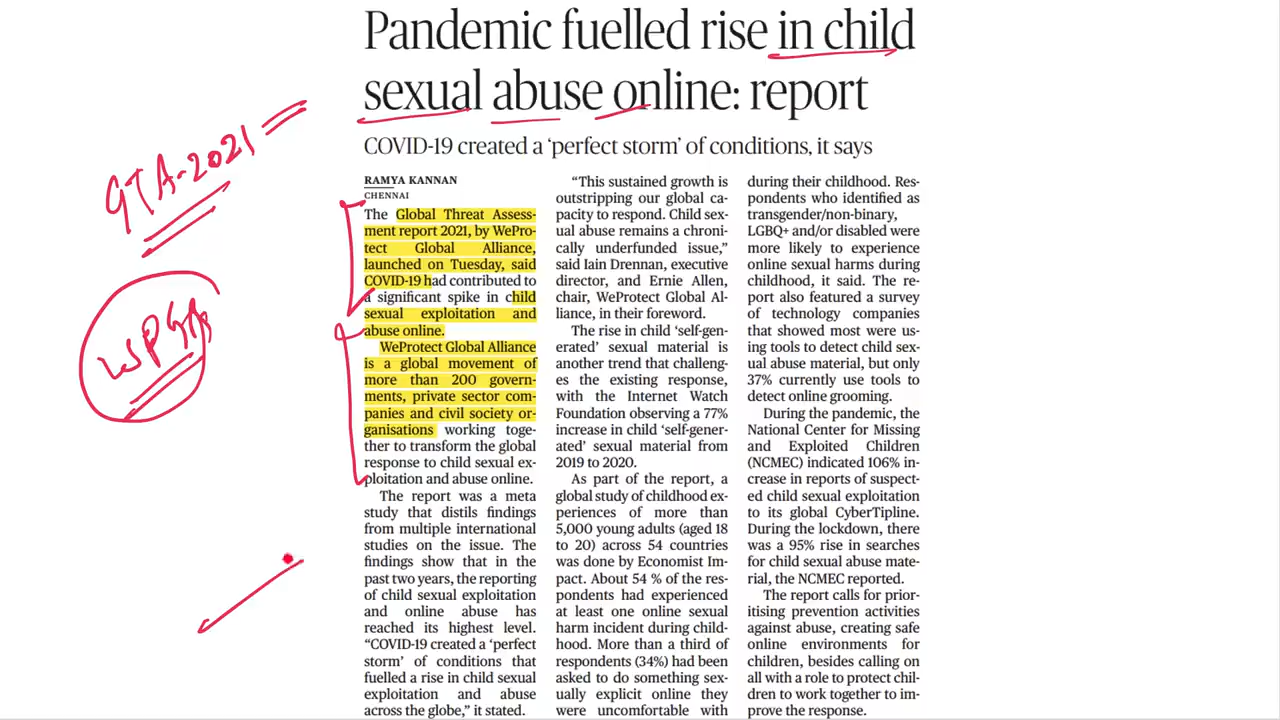 Pandemic fuelled rise in child
sexual abuse online: report
COVID-19 created a 'perfect storm' of conditions, it says
GTA-2021
WPGA
RAMYA KANNAN
CHENNAI
The Global Threat Assess-
ment report 2021, by WePro-
tect Global Alliance,
launched on Tuesday, said
COVID-19 had contributed to
a significant spike in child
sexual exploitation and
abuse online.
WeProtect Global Alliance
is a global movement of
more than 200 govern-
ments, private sector com-
panies and civil society or-
ganisations working toge-
ther to transform the global
response to child sexual ex-
ploitation and abuse online.
The report was a meta
study that distils findings
from multiple international
studies on the issue. The
findings show that in the
past two years, the reporting
of child sexual exploitation
and online abuse has
reached its highest level.
“COVID-19 created a ‘perfect
storm’ of conditions that
fuelled a rise in child sexual
exploitation and abuse
across the globe,” it stated.
“This sustained growth is
outstripping our global ca-
pacity to respond. Child sex-
ual abuse remains a chron-
ically underfunded issue,”
said Iain Drennan, executive
director, and Ernie Allen,
chair, WeProtect Global Al-
liance, in their foreword.
The rise in child ‘self-gen-
erated’ sexual material is
another trend that challeng-
es the existing response,
with the Internet Watch
Foundation observing a 77%
increase in child ‘self-gener-
ated’ sexual material from
2019 to 2020.
As part of the report, a
global study of childhood ex-
periences of more than
5,000 young adults (aged 18
to 20) across 54 countries
was done by Economist Im-
pact. About 54 % of the res-
pondents had experienced
at least one online sexual
harm incident during child-
hood. More than a third of
respondents (34%) had been
asked to do something sex-
ually explicit online they
were uncomfortable with
during their childhood. Res-
pondents who identified as
transgender/non-binary,
LGBQ+ and/or disabled were
more likely to experience
online sexual harms during
childhood, it said. The re-
port also featured a survey
of technology companies
that showed most were us-
ing tools to detect child sex-
ual abuse material, but only
37% currently use tools to
detect online grooming.
During the pandemic, the
National Center for Missing
and Exploited Children
(NCMEC) indicated 106% in-
crease in reports of suspect-
ed child sexual exploitation
to its global CyberTipline.
During the lockdown, there
was a 95% rise in searches
for child sexual abuse mate-
rial, the NCMEC reported.
The report calls for prior-
itising prevention activities
against abuse, creating safe
online environments for
children, besides calling on
all with a role to protect chil-
dren to work together to im-
prove the response.